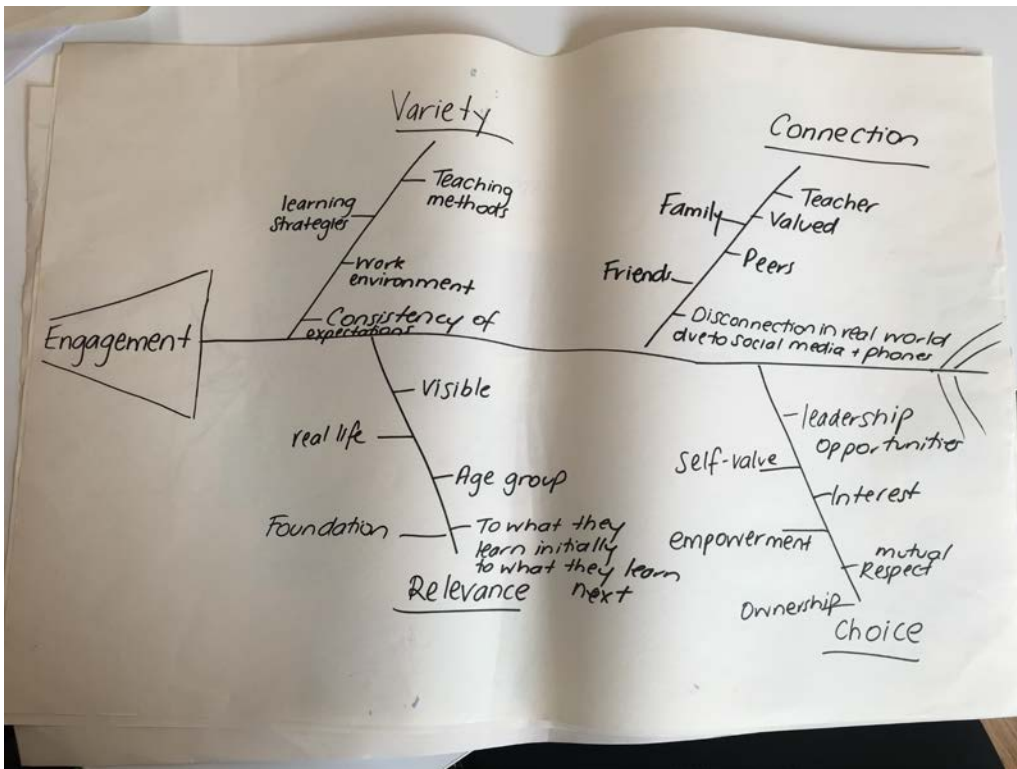 Variety
Teaching
methods
learning
strategies
work
environment
Consistency of
expectations
Connection
Teacher
Family
Valued
Peers
Friends
Disconnection in real world
due to social media + phones
Engagement
Visible
real life
Age group
Foundation
To what they
learn initially
to what they learn
next
Relevance
leadership
opportunities
Self-value
Interest
empowerment
mutual
Respect
Ownership
Choice